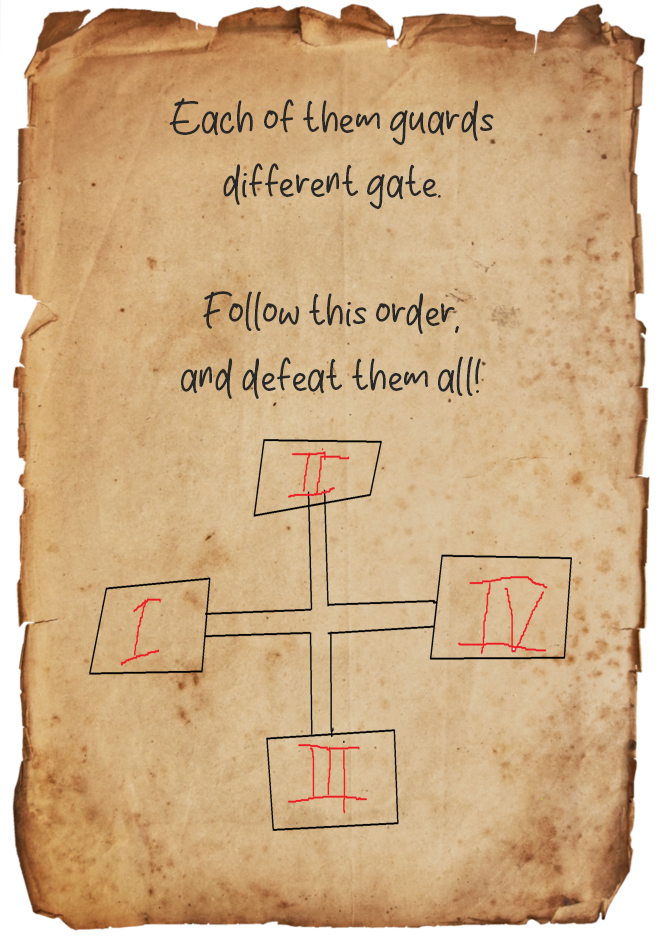 Each of them guards
different gate.
Follow this order,
and defeat them all!
II
I
IV
III